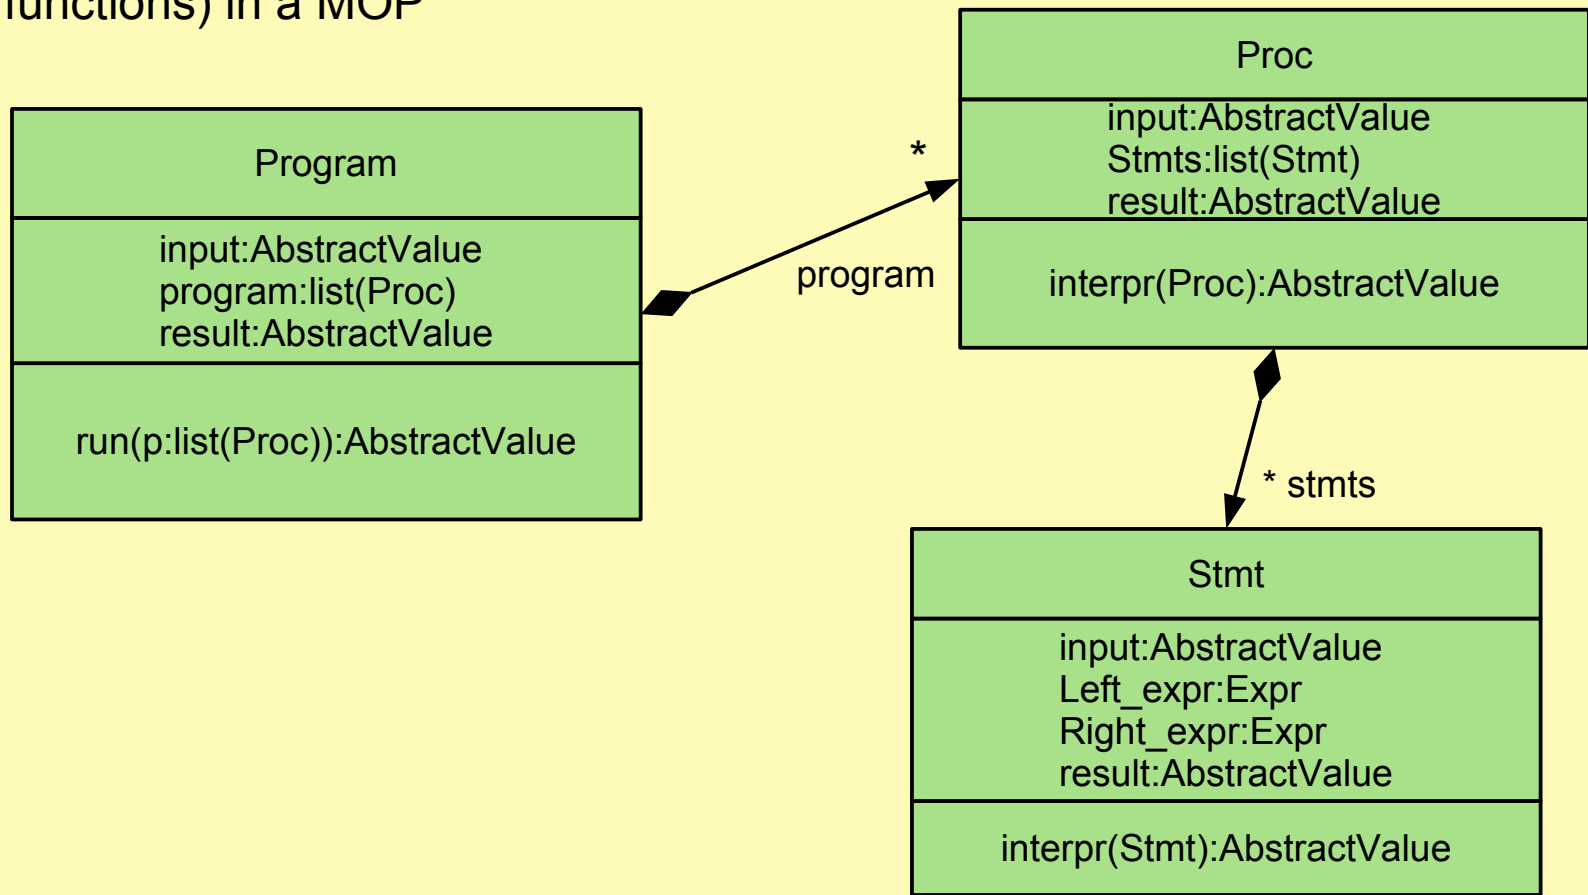 functions) in a MOP
Program
input:AbstractValue
program:list(Proc)
result:AbstractValue
run(p:list(Proc)):AbstractValue
*
program
Proc
input:AbstractValue
Stmts:list(Stmt)
result:AbstractValue
interpr(Proc):AbstractValue
* stmts
Stmt
input:AbstractValue
Left_expr:Expr
Right_expr:Expr
result:AbstractValue
interpr(Stmt):AbstractValue